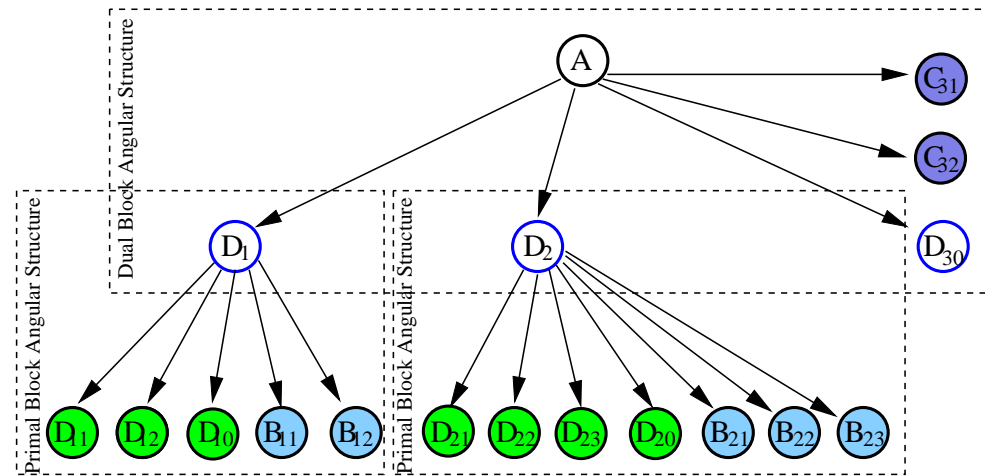 Dual Block Angular Structure
A
C31
C32
Primal Block Angular Structure
D1
Primal Block Angular Structure
D2
D30
D11 D12 D10 B11 B12
D21 D22 D23 D20 B21 B22 B23